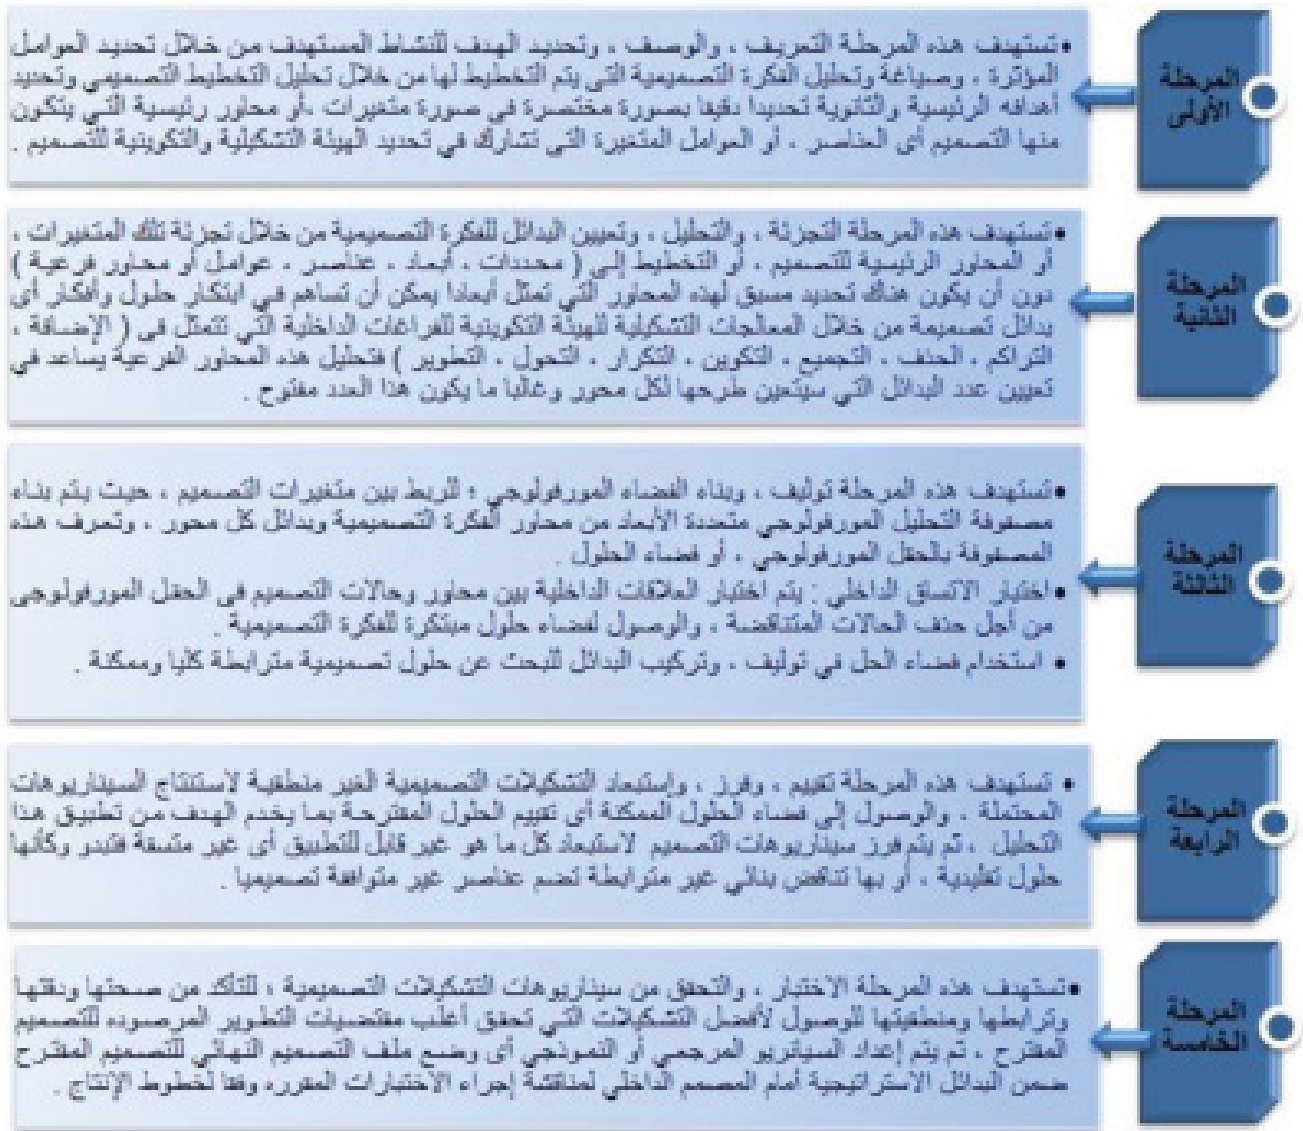 المرحلة
الأولى
•تستهدف هذه المرحلة التعريف ، والوصف ، وتحديد الهدف للنشاط المستهدف من خلال تحديد العوامل
المؤثرة ، وصياغة وتحليل الفكرة التصميمية التي يتم التخطيط لها من خلال تحليل التخطيط التصميمي وتحديد
أهدافه الرئيسية والثانوية تحديدا دقيقا بصورة مختصرة في صورة متغيرات ،أو محاور رئيسية التي يتكون
منها التصميم أى العناصر ، أو العوامل المتغيرة التي تشارك في تحديد الهيئة التشكيلية والتكوينية للتصميم .
المرحلة
الثانية
•تستهدف هذه المرحلة التجزئة ، والتحليل ، وتعيين البدائل للفكرة التصميمية من خلال تجزئة تلك المتغيرات ،
أو المحاور الرئيسية للتصميم ، أو التخطيط إلى ( محددات ، أبعاد ، عناصر ، عوامل أو محاور فرعية )
دون أن يكون هناك تحديد مسبق لهذه المحاور التي تمثل أبعادا يمكن أن تساهم في ابتكار حلول وأفكار أى
بدائل تصميمة من خلال المعالجات التشكيلية للهيئة التكوينية للفراغات الداخلية التي تتمثل فى ( الإضافة ،
التراكم ، الحذف ، التجميع ، التكوين ، التكرار ، التحول ، التطوير ) فتحليل هذه المحاور الفرعية يساعد في
تعيين عدد البدائل التي سيتعين طرحها لكل محور وغالبا ما يكون هذا العدد مفتوح .
المرحلة
الثالثة
•تستهدف هذه المرحلة توليف ، وبناء الفضاء المورفولوجي ؛ للربط بين متغيرات التصميم ، حيث يتم بناء
مصفوفة التحليل المورفولوجي متعددة الأبعاد من محاور الفكرة التصميمية وبدائل كل محور ، وتعرف هذه
المصفوفة بالحقل المورفولوجي ، أو فضاء الحلول .
•اختبار الاتساق الداخلي : يتم اختبار العلاقات الداخلية بين محاور وحالات التصميم فى الحقل المورفولوجى
من أجل حذف الحالات المتناقضة ، والوصول لفضاء حلول مبتكرة للفكرة التصميمية .
• استخدام فضاء الحل في توليف ، وتركيب البدائل للبحث عن حلول تصميمية مترابطة كليا وممكنة .
المرحلة
الرابعة
• تستهدف هذه المرحلة تقييم ، وفرز ، وإستبعاد التشكيلات التصميمية الغير منطقية لاستنتاج السيناريوهات
المحتملة ، والوصول إلى فضاء الحلول الممكنة أى تقييم الحلول المقترحة بما يخدم الهدف من تطبيق هذا
التحليل ، ثم يتم فرز سيناريوهات التصميم لاستبعاد كل ما هو غير قابل للتطبيق أى غير متسقة فتبدو وكأنها
حلول تقليدية ، أو بها تناقض بنائي غير مترابطة تضم عناصر غير متوافقة تصميميا .
المرحلة
الخامسة
•تستهدف هذه المرحلة الاختبار ، والتحقق من سيناريوهات التشكيلات التصميمية ؛ للتأكد من صحتها ودقتها
وترابطها ومنطقيتها للوصول لأفضل التشكيلات التي تحقق أغلب مقتضيات التطوير المرصوده للتصميم
المقترح ، ثم يتم إعداد السيانريو المرجعي أو النموذجي أى وضع ملف التصميم النهائي للتصميم المقترح
ضمن البدائل الاستراتيجية أمام المصمم الداخلي لمناقشة إجراء الاختبارات المقرره وفقا لخطوط الإنتاج .